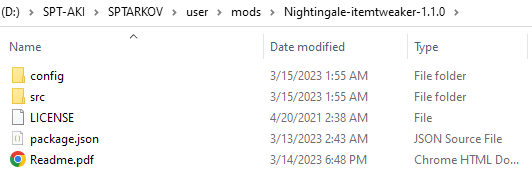 (D:) > SPT-AKI > SPTARKOV > user > mods > Nightingale-itemtweaker-1.1.0 >
Name Date modified Type
config 3/15/2023 1:55 AM File folder
src 3/15/2023 1:55 AM File folder
LICENSE 4/20/2021 2:38 AM File
package.json 3/13/2023 2:43 AM JSON Source File
Readme.pdf 3/14/2023 6:48 PM Chrome HTML Do...